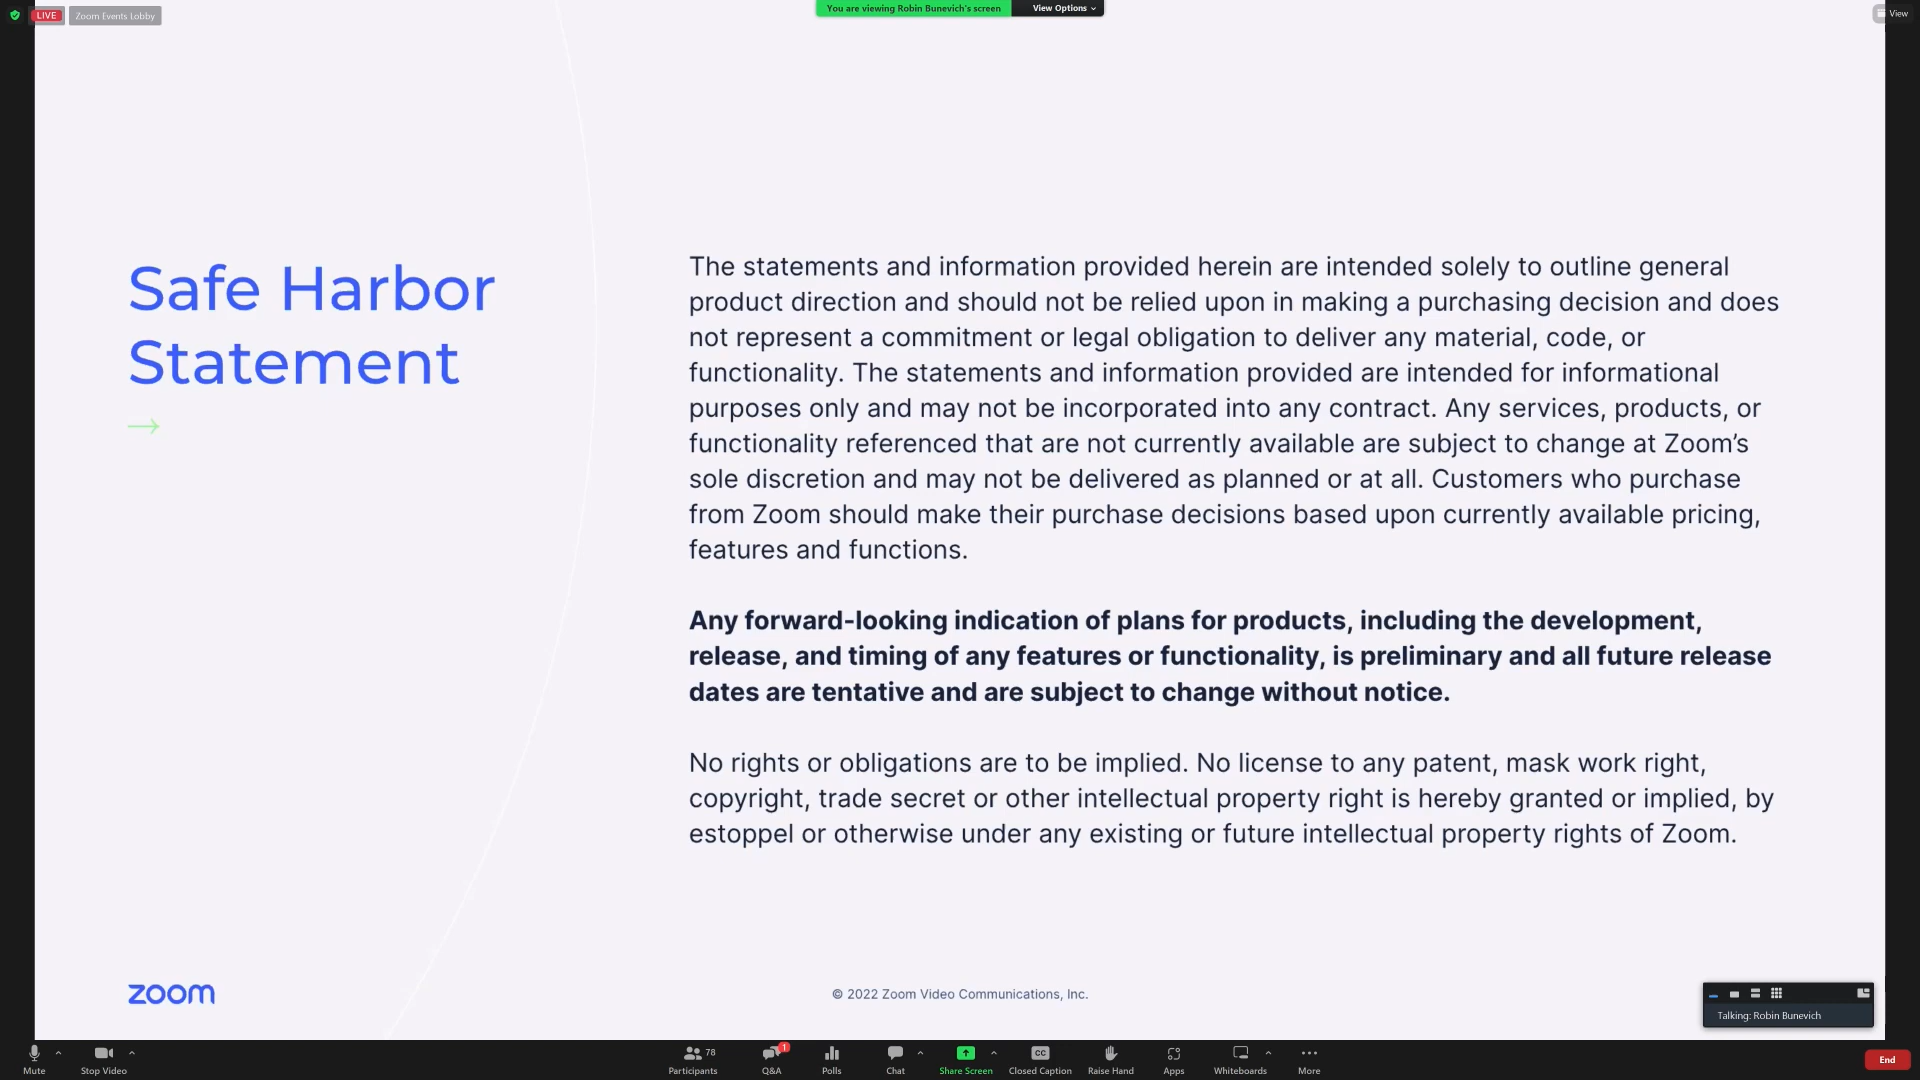 LIVE
Zoom Events Lobby
You are viewing Robin Bunevich's screen
View Options
View
Safe Harbor
Statement
The statements and information provided herein are intended solely to outline general
product direction and should not be relied upon in making a purchasing decision and does
not represent a commitment or legal obligation to deliver any material, code, or
functionality. The statements and information provided are intended for informational
purposes only and may not be incorporated into any contract. Any services, products, or
functionality referenced that are not currently available are subject to change at Zoom’s
sole discretion and may not be delivered as planned or at all. Customers who purchase
from Zoom should make their purchase decisions based upon currently available pricing,
features and functions.
Any forward-looking indication of plans for products, including the development,
release, and timing of any features or functionality, is preliminary and all future release
dates are tentative and are subject to change without notice.
No rights or obligations are to be implied. No license to any patent, mask work right,
copyright, trade secret or other intellectual property right is hereby granted or implied, by
estoppel or otherwise under any existing or future intellectual property rights of Zoom.
zoom
© 2022 Zoom Video Communications, Inc.
Talking: Robin Bunevich
Mute
Stop Video
78
Participants
1
Q&A
Polls
Chat
Share Screen
CC
Closed Caption
Raise Hand
Apps
Whiteboards
More
End